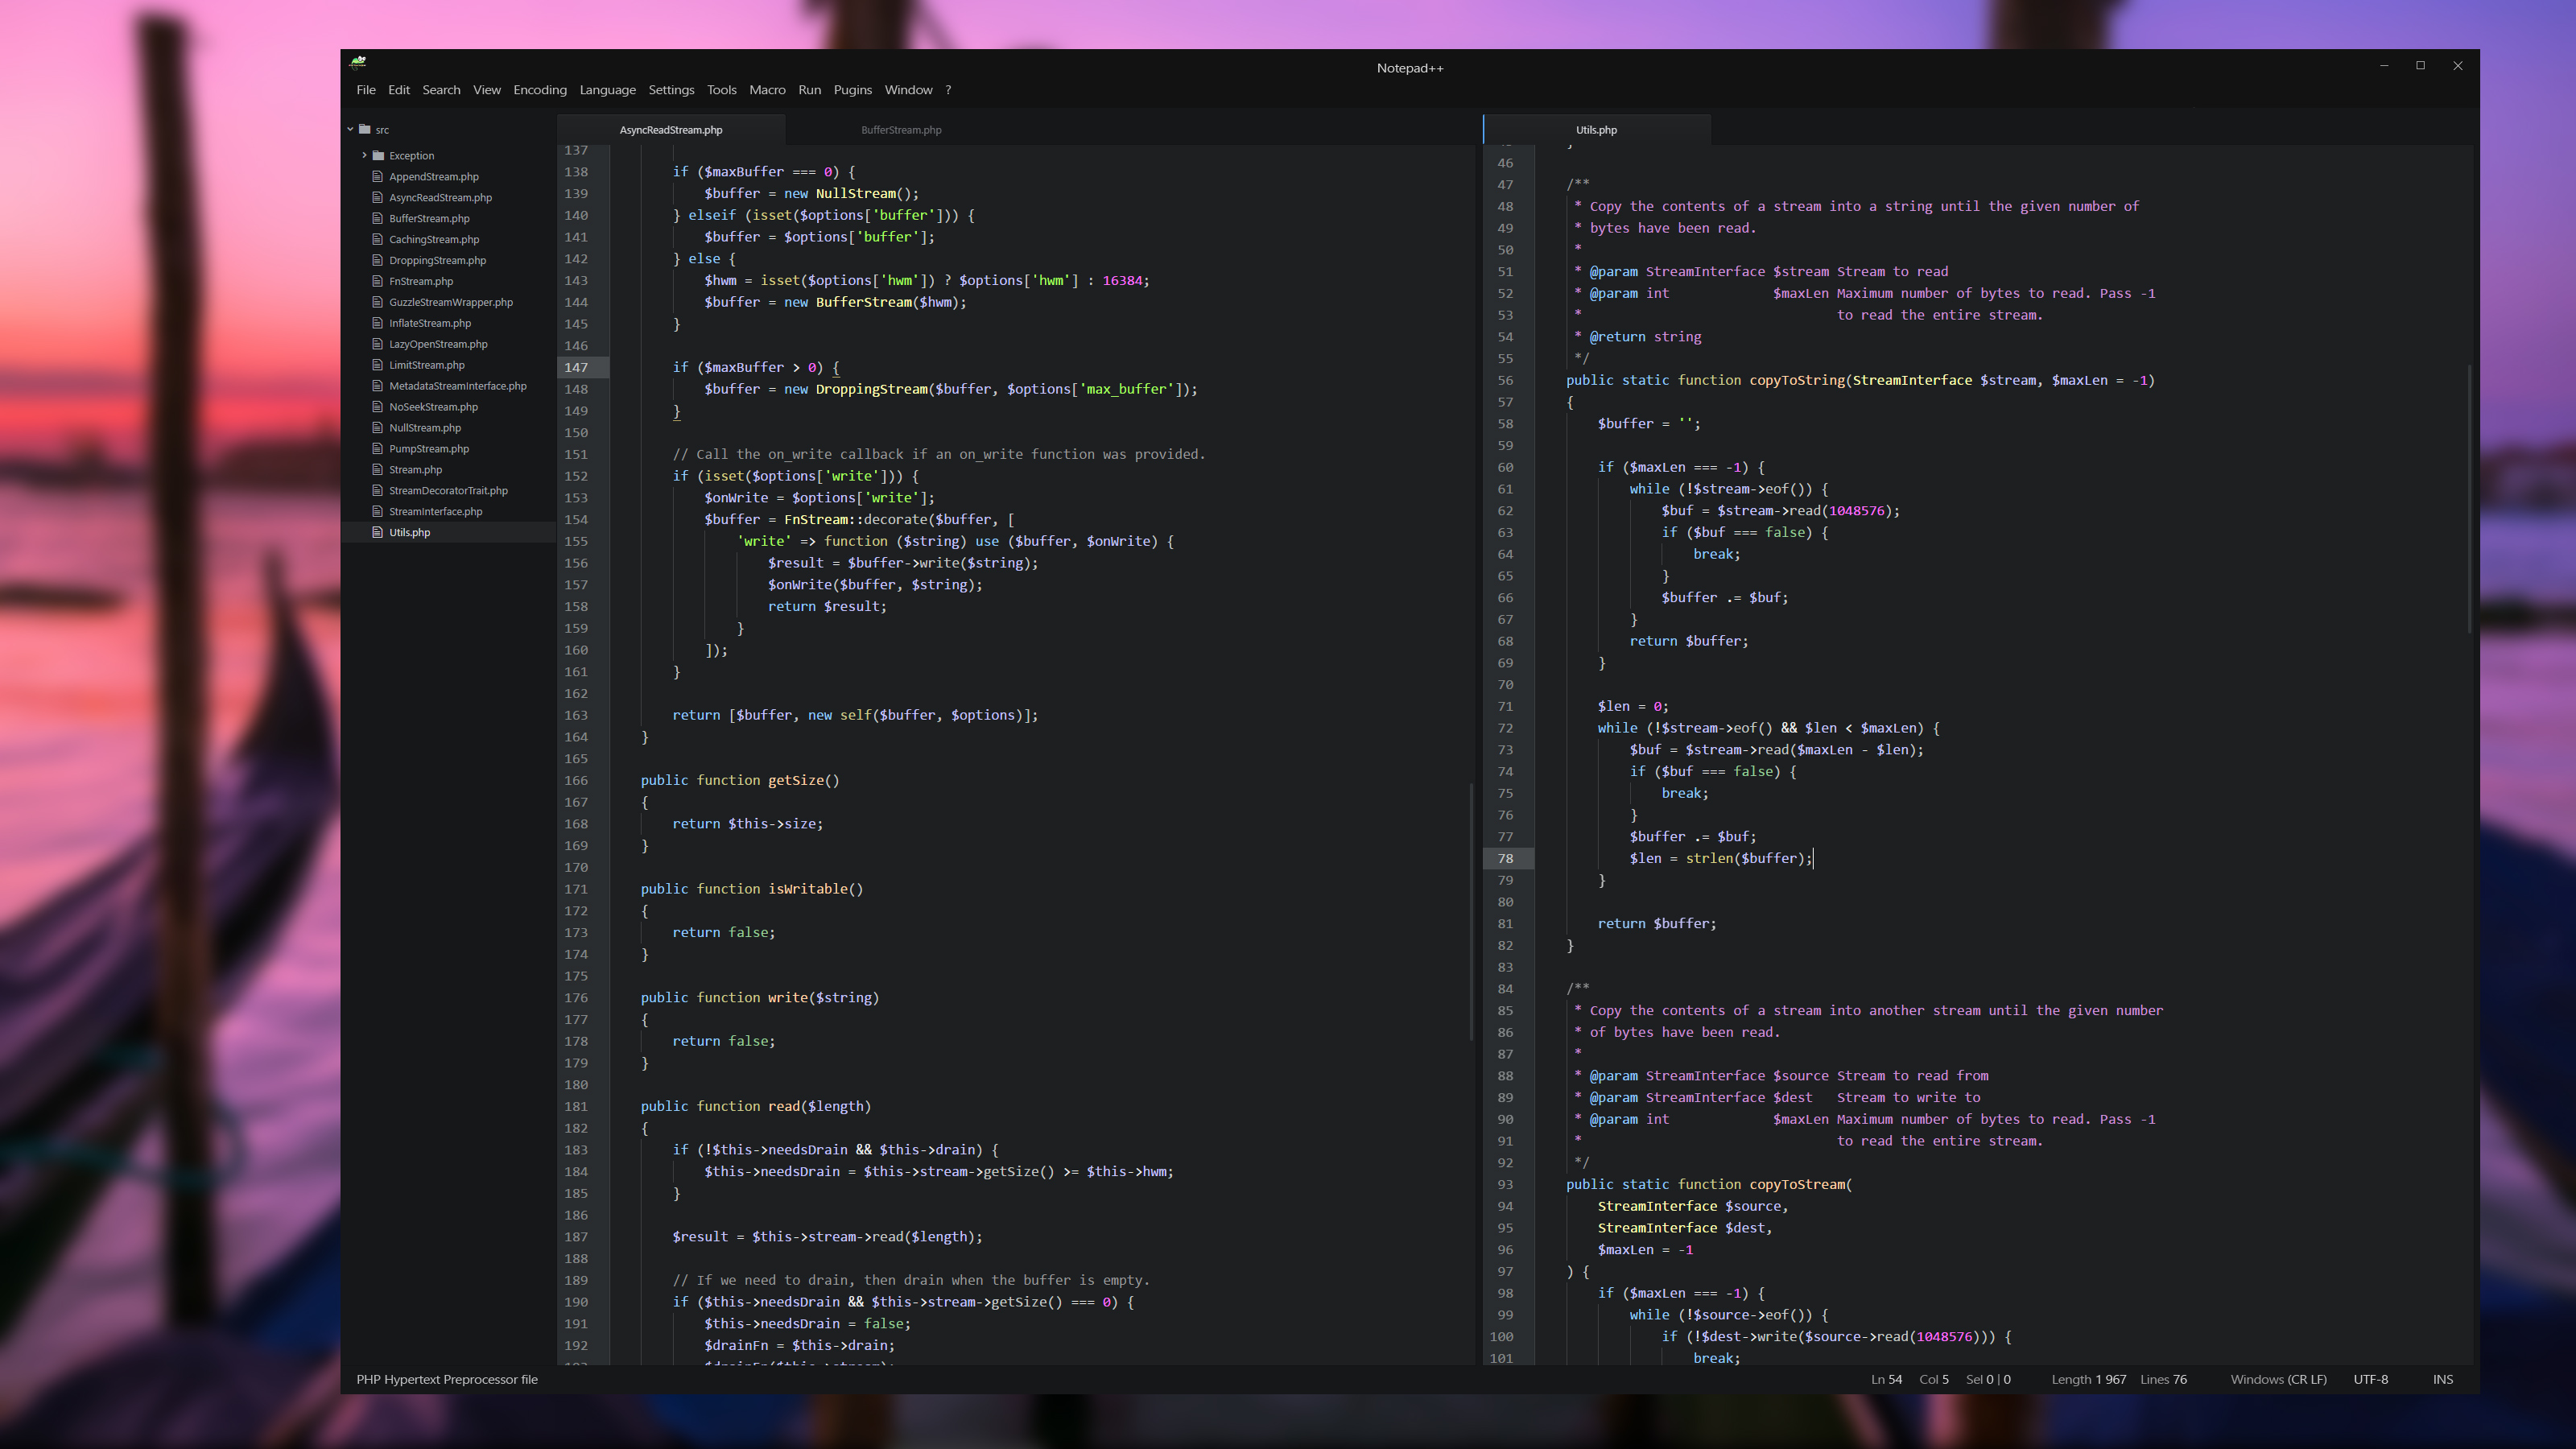 Notepad++
File Edit Search View Encoding Language Settings Tools Macro Run Plugins Window ?
src
Exception
AppendStream.php
AsyncReadStream.php
BufferStream.php
CachingStream.php
DroppingStream.php
FnStream.php
GuzzleStreamWrapper.php
InflateStream.php
LazyOpenStream.php
LimitStream.php
MetadataStreamInterface.php
NoSeekStream.php
NullStream.php
PumpStream.php
Stream.php
StreamDecoratorTrait.php
StreamInterface.php
Utils.php
AsyncReadStream.php
BufferStream.php
137
138 if ($maxBuffer === 0) {
139 $buffer = new NullStream();
140 } elseif (isset($options['buffer'])) {
141 $buffer = $options['buffer'];
142 } else {
143 $hwm = isset($options['hwm']) ? $options['hwm'] : 16384;
144 $buffer = new BufferStream($hwm);
145 }
146
147 if ($maxBuffer > 0) {
148 $buffer = new DroppingStream($buffer, $options['max_buffer']);
149 }
150
151 // Call the on_write callback if an on_write function was provided.
152 if (isset($options['write'])) {
153 $onWrite = $options['write'];
154 $buffer = FnStream::decorate($buffer, [
155 'write' => function ($string) use ($buffer, $onWrite) {
156 $result = $buffer->write($string);
157 $onWrite($buffer, $string);
158 return $result;
159 }
160 ]);
161 }
162
163 return [$buffer, new self($buffer, $options)];
164 }
165
166 public function getSize()
167 {
168 return $this->size;
169 }
170
171 public function isWritable()
172 {
173 return false;
174 }
175
176 public function write($string)
177 {
178 return false;
179 }
180
181 public function read($length)
182 {
183 if (!$this->needsDrain && $this->drain) {
184 $this->needsDrain = $this->stream->getSize() >= $this->hwm;
185 }
186
187 $result = $this->stream->read($length);
188
189 // If we need to drain, then drain when the buffer is empty.
190 if ($this->needsDrain && $this->stream->getSize() === 0) {
191 $this->needsDrain = false;
192 $drainFn = $this->drain;
Utils.php
46
47 /**
48 * Copy the contents of a stream into a string until the given number of
49 * bytes have been read.
50 *
51 * @param StreamInterface $stream Stream to read
52 * @param int $maxLen Maximum number of bytes to read. Pass -1
53 * to read the entire stream.
54 * @return string
55 */
56 public static function copyToString(StreamInterface $stream, $maxLen = -1)
57 {
58 $buffer = '';
59
60 if ($maxLen === -1) {
61 while (!$stream->eof()) {
62 $buf = $stream->read(1048576);
63 if ($buf === false) {
64 break;
65 }
66 $buffer .= $buf;
67 }
68 return $buffer;
69 }
70
71 $len = 0;
72 while (!$stream->eof() && $len < $maxLen) {
73 $buf = $stream->read($maxLen - $len);
74 if ($buf === false) {
75 break;
76 }
77 $buffer .= $buf;
78 $len = strlen($buffer);
79 }
80
81 return $buffer;
82 }
83
84 /**
85 * Copy the contents of a stream into another stream until the given number
86 * of bytes have been read.
87 *
88 * @param StreamInterface $source Stream to read from
89 * @param StreamInterface $dest Stream to write to
90 * @param int $maxLen Maximum number of bytes to read. Pass -1
91 * to read the entire stream.
92 */
93 public static function copyToStream(
94 StreamInterface $source,
95 StreamInterface $dest,
96 $maxLen = -1
97 ) {
98 if ($maxLen === -1) {
99 while (!$source->eof()) {
100 if (!$dest->write($source->read(1048576))) {
101 break;
PHP Hypertext Preprocessor file
Ln 54 Col 5 Sel 0 | 0 Length 1 967 Lines 76 Windows (CR LF) UTF-8 INS